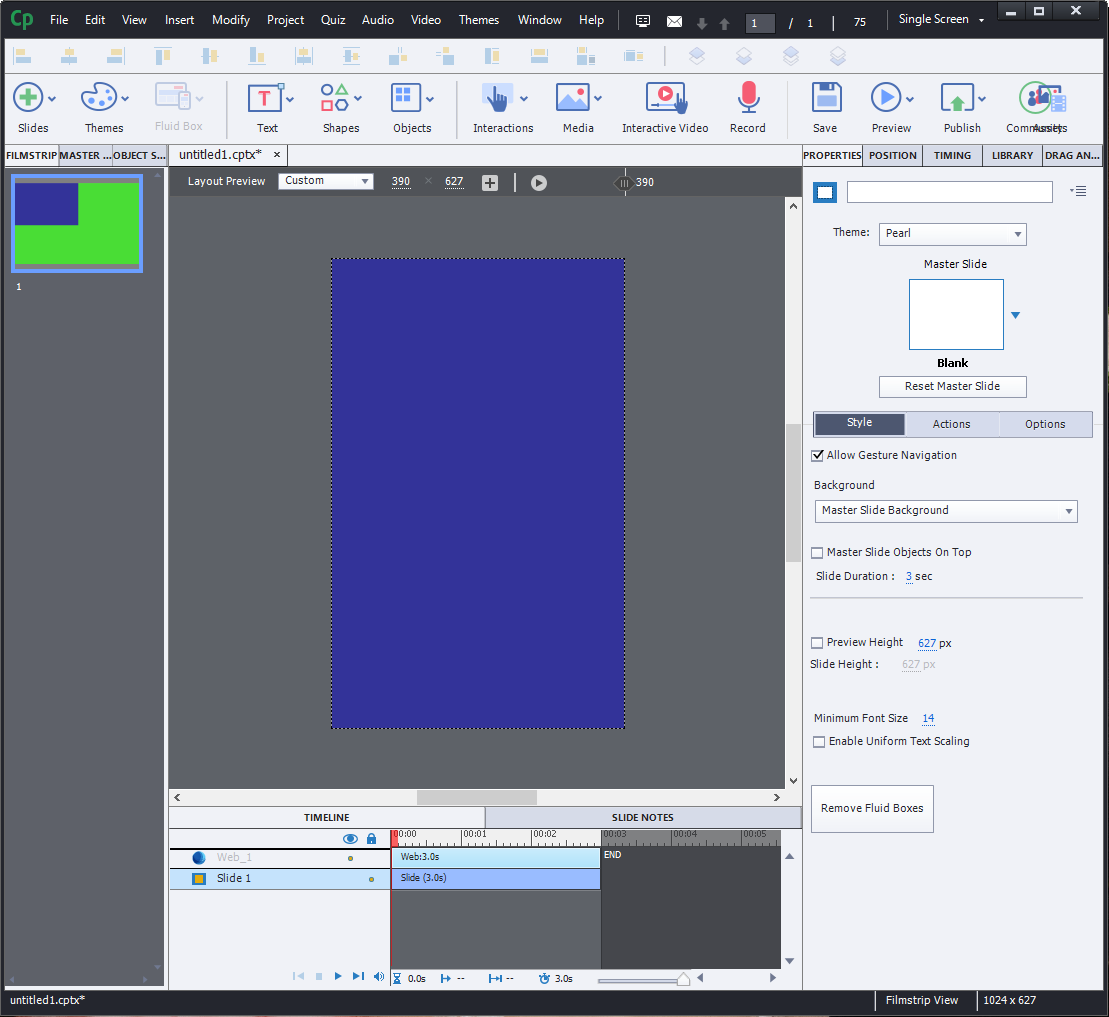 Cp File Edit View Insert Modify Project Quiz Audio Video Themes Window Help 1 / 1 75 Single Screen
Slides Themes Fluid Box Text Shapes Objects Interactions Media Interactive Video Record Save Preview Publish
FILMSTRIP MASTER ... OBJECT S... untitled1.cptx* × PROPERTIES POSITION TIMING LIBRARY DRAG AN...
Layout Preview Custom 390 × 627 390
1
Theme: Pearl
Master Slide
Blank
Reset Master Slide
Style Actions Options
Allow Gesture Navigation
Background
Master Slide Background
Master Slide Objects On Top
Slide Duration : 3 sec
Preview Height 627 px
Slide Height : 627 px
Minimum Font Size 14
Enable Uniform Text Scaling
Remove Fluid Boxes
TIMELINE SLIDE NOTES
00:00 00:01 00:02 00:03 00:04 00:05
Web_1 Web:3.0s END
Slide 1 Slide (3.0s)
0.0s -- -- 3.0s
untitled1.cptx* Filmstrip View 1024 x 627